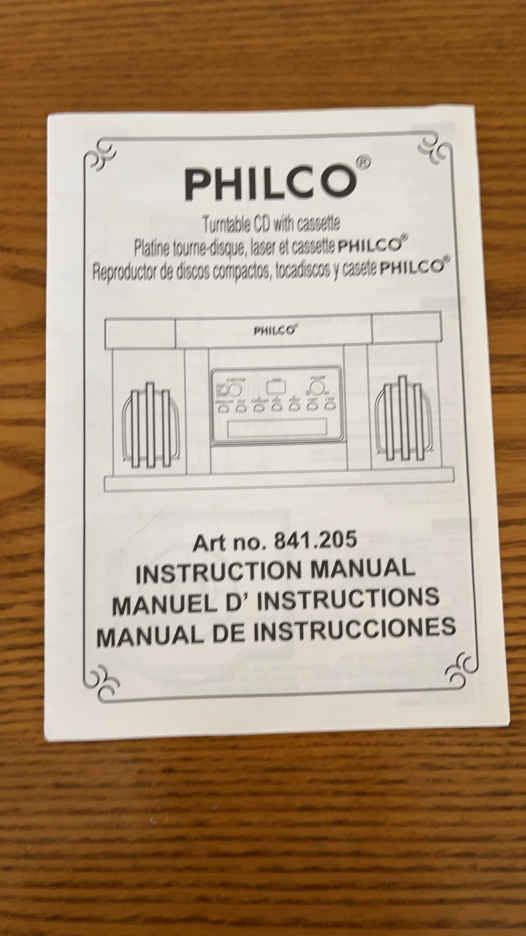 PHILCO®
Turntable CD with cassette
Platine tourne-disque, laser et cassette PHILCO®
Reproductor de discos compactos, tocadiscos y casete PHILCO®
PHILCO®
Art no. 841.205
INSTRUCTION MANUAL
MANUEL D' INSTRUCTIONS
MANUAL DE INSTRUCCIONES